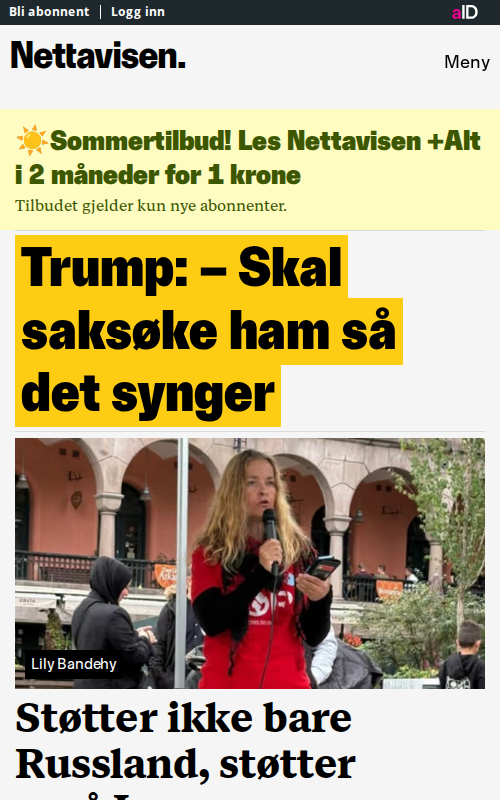 Bli abonnent | Logg inn
aID
Nettavisen.
Meny
☀️Sommertilbud! Les Nettavisen +Alt
i 2 måneder for 1 krone
Tilbudet gjelder kun nye abonnenter.
Trump: – Skal
saksøke ham så
det synger
Lily Bandehy
Støtter ikke bare
Russland, støtter